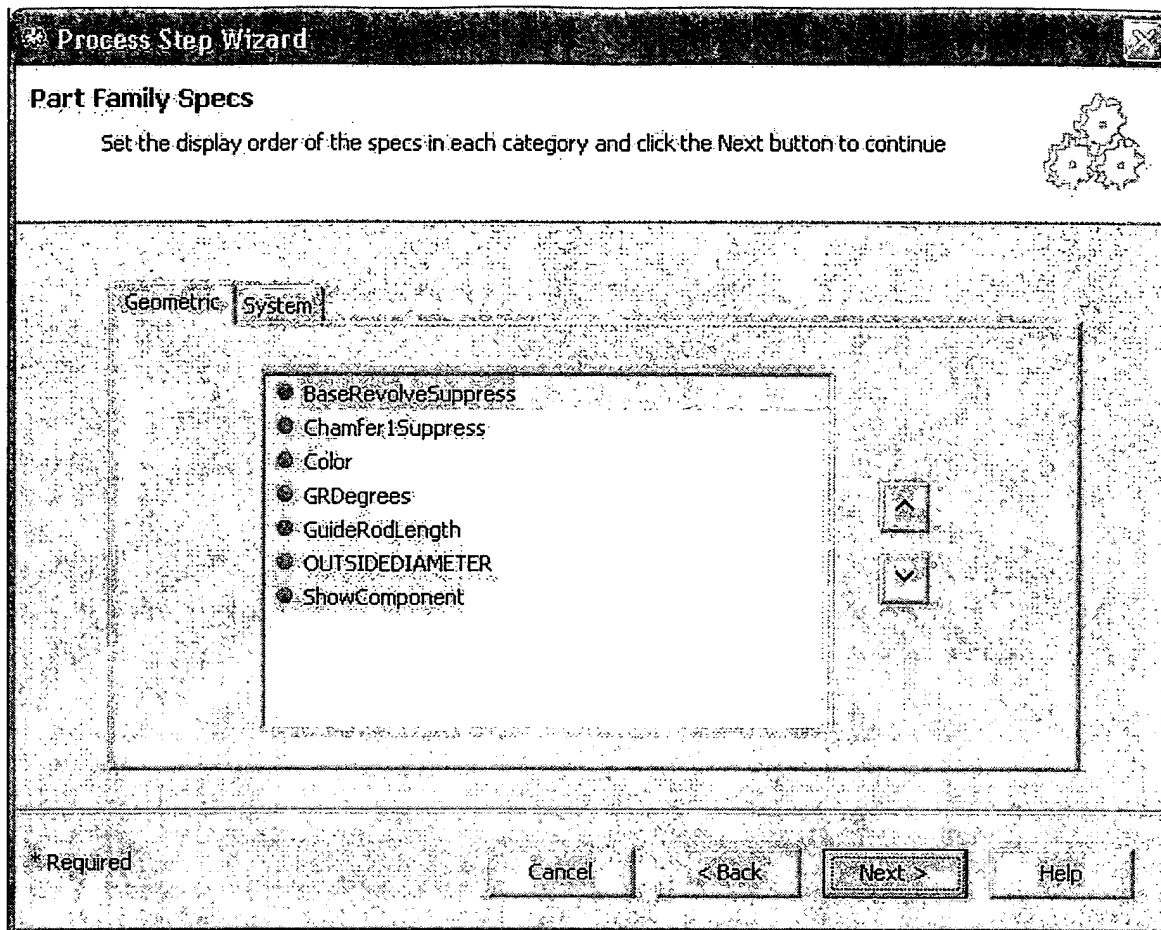 Process Step Wizard
Part Family Specs
Set the display order of the specs in each category and click the Next button to continue
Geometric System
BaseRevolveSuppress
Chamfer1Suppress
Color
GRDegrees
GuideRodLength
OUTSIDEDIAMETER
ShowComponent
* Required
Cancel < Back Next > Help